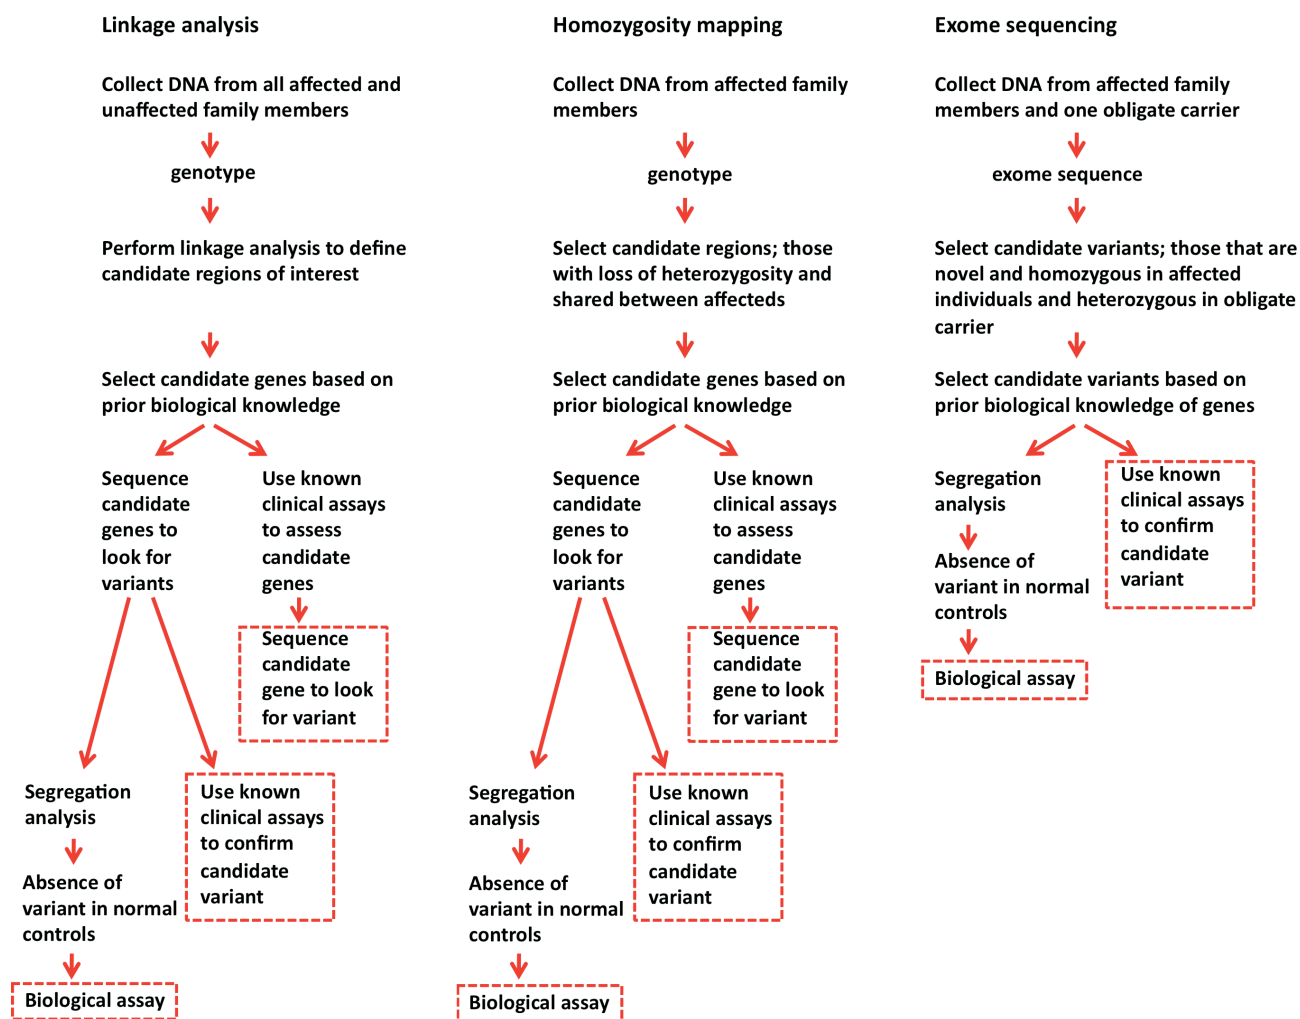 Linkage analysis
Collect DNA from all affected and
unaffected family members
genotype
Perform linkage analysis to define
candidate regions of interest
Select candidate genes based on
prior biological knowledge
Sequence
candidate
genes to
look for
variants
Use known
clinical assays
to assess
candidate
genes
Sequence
candidate
gene to look
for variant
Segregation
analysis
Absence of
variant in normal
controls
Biological assay
Use known
clinical assays
to confirm
candidate
variant
Homozygosity mapping
Collect DNA from affected family
members
genotype
Select candidate regions; those
with loss of heterozygosity and
shared between affecteds
Select candidate genes based on
prior biological knowledge
Sequence
candidate
genes to
look for
variants
Use known
clinical assays
to assess
candidate
genes
Sequence
candidate
gene to look
for variant
Segregation
analysis
Absence of
variant in normal
controls
Biological assay
Use known
clinical assays
to confirm
candidate
variant
Exome sequencing
Collect DNA from affected family
members and one obligate carrier
exome sequence
Select candidate variants; those that are
novel and homozygous in affected
individuals and heterozygous in obligate
carrier
Select candidate variants based on
prior biological knowledge of genes
Segregation
analysis
Absence of
variant in normal
controls
Biological assay
Use known
clinical assays
to confirm
candidate
variant